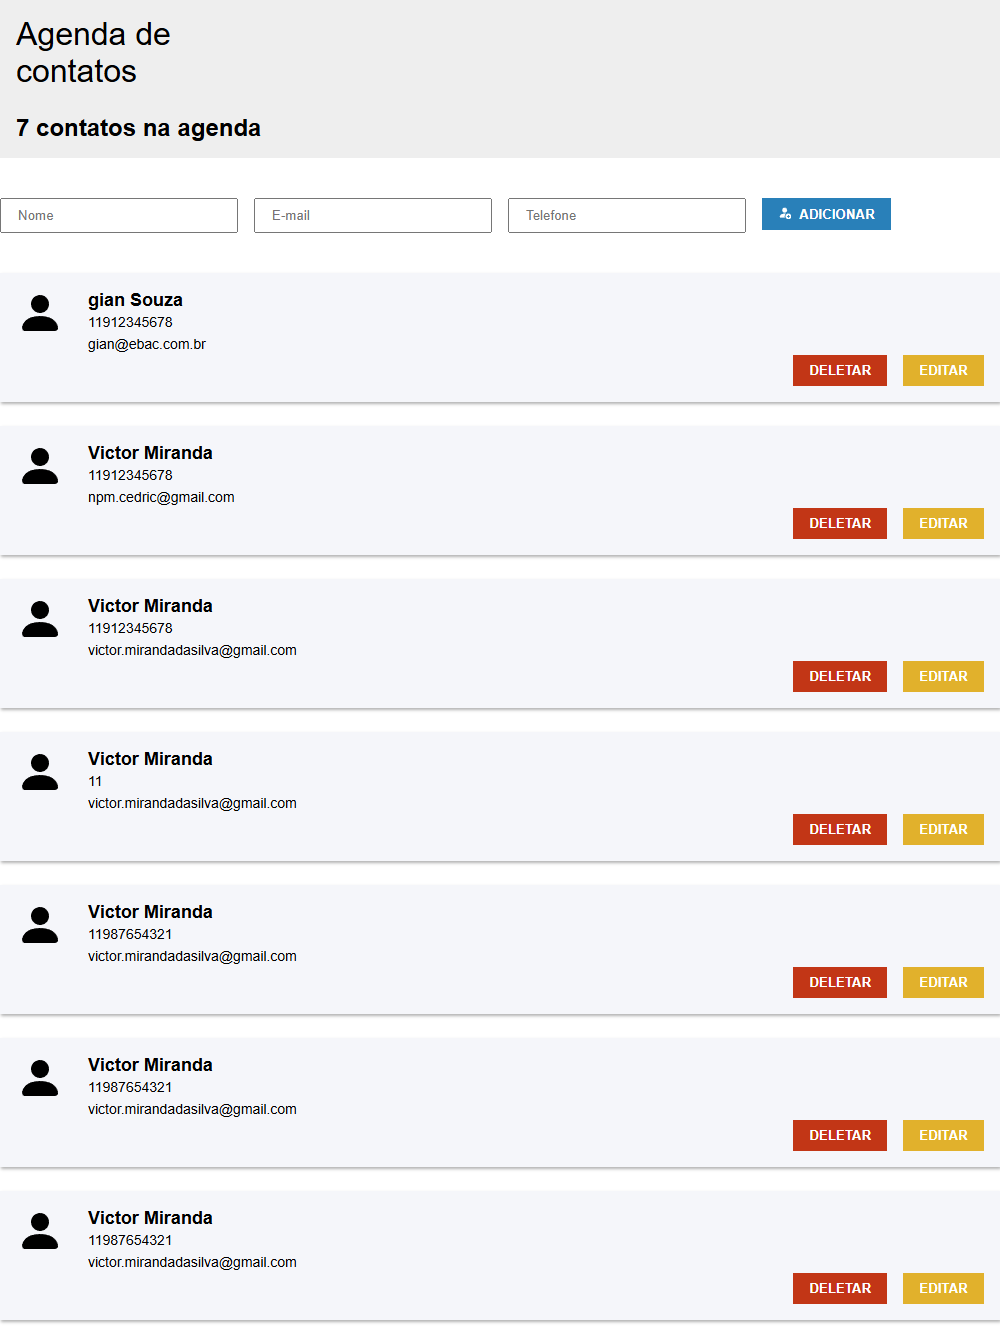 Agenda de
contatos
7 contatos na agenda
Nome E-mail Telefone ADICIONAR
gian Souza
11912345678
gian@ebac.com.br
DELETAR EDITAR
Victor Miranda
11912345678
npm.cedric@gmail.com
DELETAR EDITAR
Victor Miranda
11912345678
victor.mirandadasilva@gmail.com
DELETAR EDITAR
Victor Miranda
11
victor.mirandadasilva@gmail.com
DELETAR EDITAR
Victor Miranda
11987654321
victor.mirandadasilva@gmail.com
DELETAR EDITAR
Victor Miranda
11987654321
victor.mirandadasilva@gmail.com
DELETAR EDITAR
Victor Miranda
11987654321
victor.mirandadasilva@gmail.com
DELETAR EDITAR